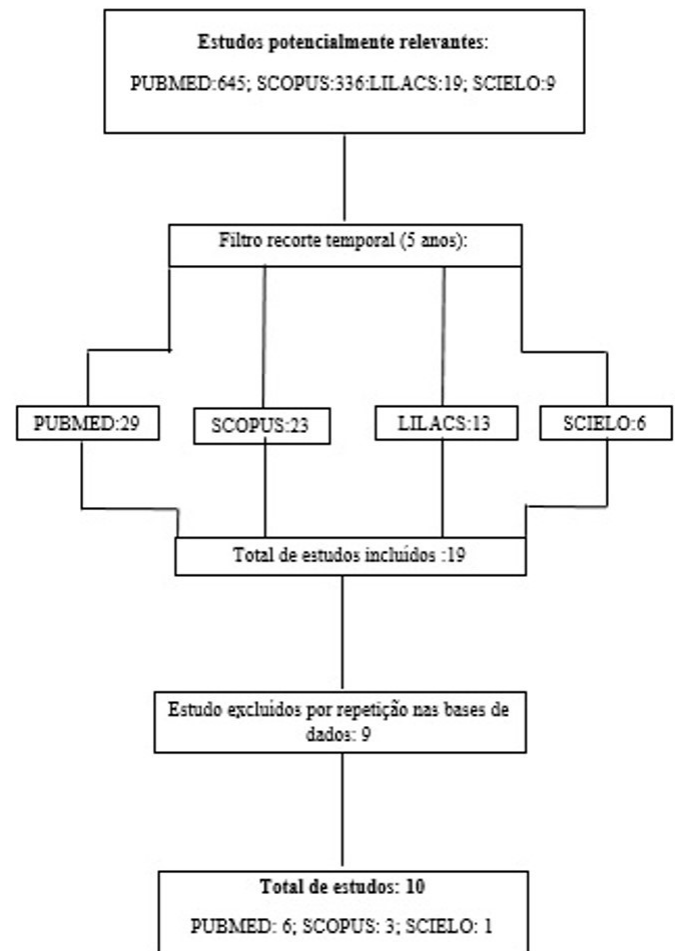 Estudos potencialmente relevantes:
PUBMED:645; SCOPUS:336:LILACS:19; SCIELO:9
Filtro recorte temporal (5 anos):
PUBMED:29
SCOPUS:23
LILACS:13
SCIELO:6
Total de estudos incluídos :19
Estudo excluidos por repetição nas bases de
dados: 9
Total de estudos: 10
PUBMED: 6; SCOPUS: 3; SCIELO: 1